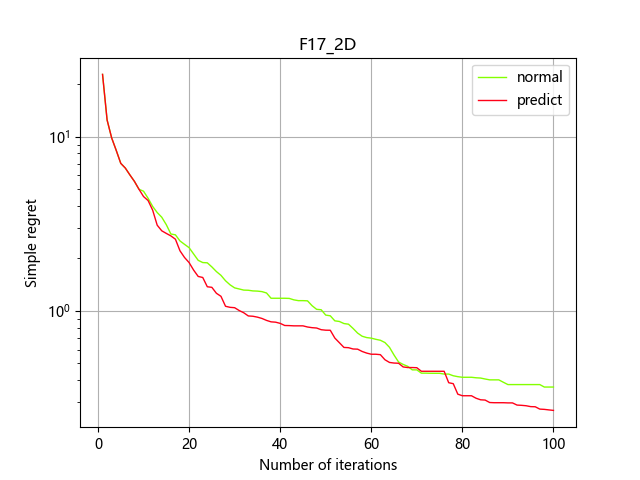 F17_2D
normal
predict
Simple regret
10¹
10⁰
0 20 40 60 80 100
Number of iterations